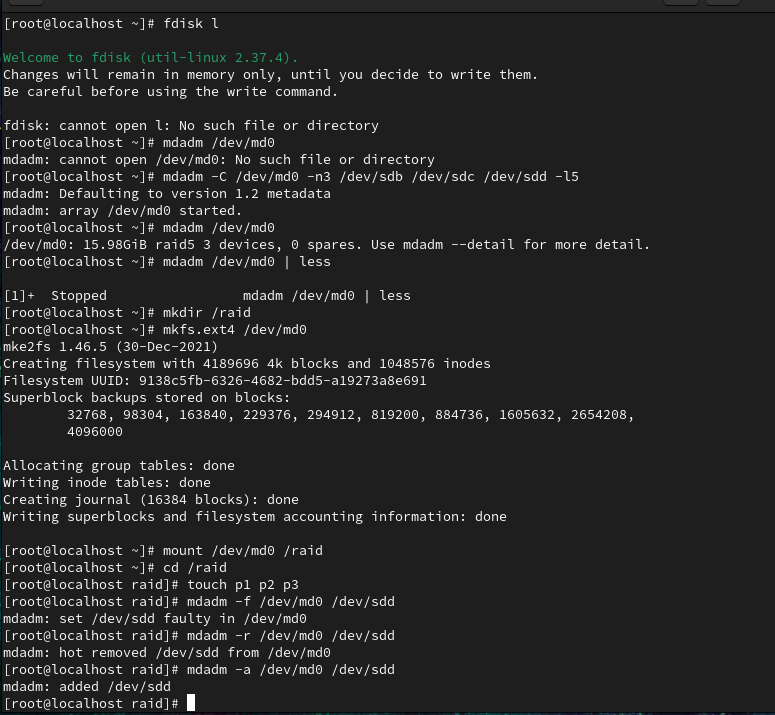 [root@localhost ~]# fdisk l
Welcome to fdisk (util-linux 2.37.4).
Changes will remain in memory only, until you decide to write them.
Be careful before using the write command.
fdisk: cannot open l: No such file or directory
[root@localhost ~]# mdadm /dev/md0
mdadm: cannot open /dev/md0: No such file or directory
[root@localhost ~]# mdadm -C /dev/md0 -n3 /dev/sdb /dev/sdc /dev/sdd -l5
mdadm: Defaulting to version 1.2 metadata
mdadm: array /dev/md0 started.
[root@localhost ~]# mdadm /dev/md0
/dev/md0: 15.98GiB raid5 3 devices, 0 spares. Use mdadm --detail for more detail.
[root@localhost ~]# mdadm /dev/md0 | less
[1]+  Stopped                 mdadm /dev/md0 | less
[root@localhost ~]# mkdir /raid
[root@localhost ~]# mkfs.ext4 /dev/md0
mke2fs 1.46.5 (30-Dec-2021)
Creating filesystem with 4189696 4k blocks and 1048576 inodes
Filesystem UUID: 9138c5fb-6326-4682-bdd5-a19273a8e691
Superblock backups stored on blocks:
        32768, 98304, 163840, 229376, 294912, 819200, 884736, 1605632, 2654208,
        4096000
Allocating group tables: done
Writing inode tables: done
Creating journal (16384 blocks): done
Writing superblocks and filesystem accounting information: done
[root@localhost ~]# mount /dev/md0 /raid
[root@localhost ~]# cd /raid
[root@localhost raid]# touch p1 p2 p3
[root@localhost raid]# mdadm -f /dev/md0 /dev/sdd
mdadm: set /dev/sdd faulty in /dev/md0
[root@localhost raid]# mdadm -r /dev/md0 /dev/sdd
mdadm: hot removed /dev/sdd from /dev/md0
[root@localhost raid]# mdadm -a /dev/md0 /dev/sdd
mdadm: added /dev/sdd
[root@localhost raid]#